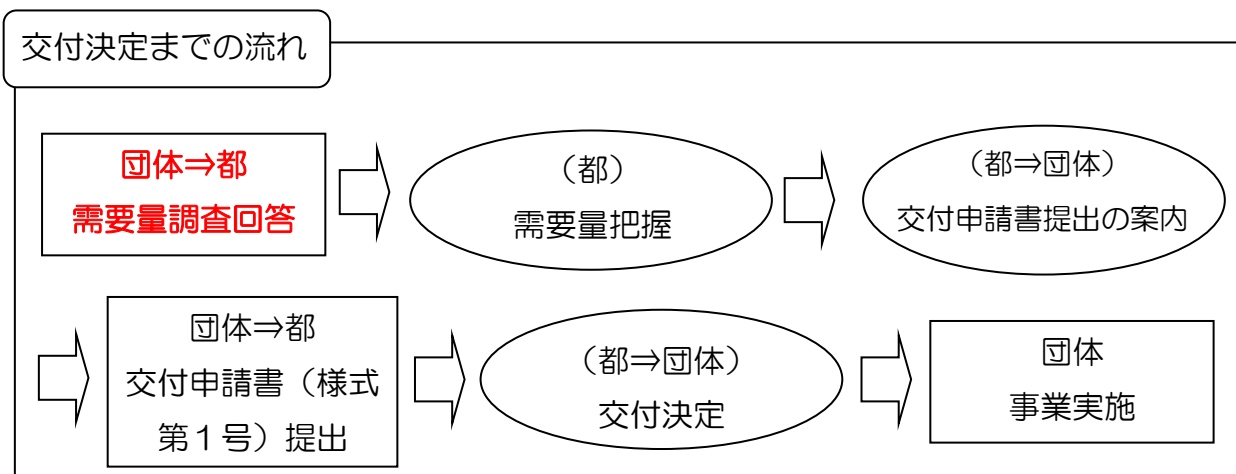 交付決定までの流れ
団体⇒都
需要量調査回答
（都）
需要量把握
（都⇒団体）
交付申請書提出の案内
団体⇒都
交付申請書（様式
第１号）提出
（都⇒団体）
交付決定
団体
事業実施